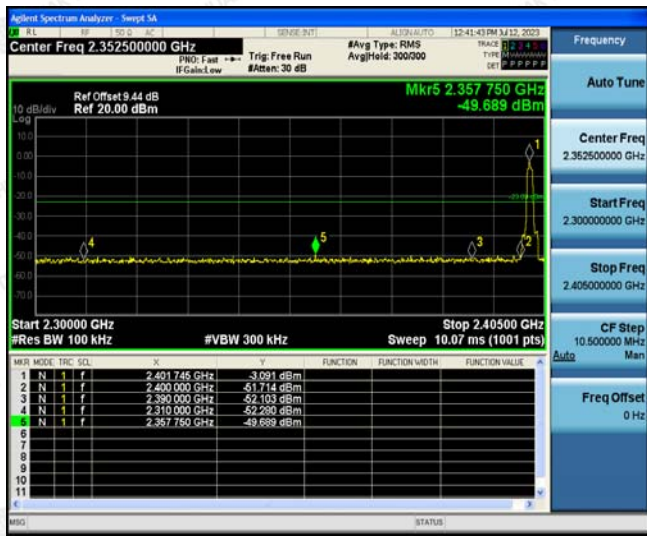 Agilent Spectrum Analyzer - Swept SA
RL RF 50 Ω AC SENSE:INT ALIGNAUTO 12:41:43 PM Jul 12, 2023
Center Freq 2.352500000 GHz
PNO: Fast
IFGain:Low
Trig: Free Run
#Atten: 30 dB
#Avg Type: RMS
Avg|Hold: 300/300
TRACE 1 2 3 4 5 6
TYPE M
DET P P P P P P
Ref Offset 9.44 dB
Ref 20.00 dBm
10 dB/div
Log
Mkr5 2.357 750 GHz
-49.689 dBm
10.0
0.00
-10.0
-20.0
-30.0
-40.0
-50.0
-60.0
-70.0
1
2
3
4
5
Start 2.30000 GHz
Stop 2.40500 GHz
#Res BW 100 kHz #VBW 300 kHz Sweep 10.07 ms (1001 pts)
MKR MODE TRC SCL X Y FUNCTION FUNCTION WIDTH FUNCTION VALUE
1 N 1 f 2.401 745 GHz -3.091 dBm
2 N 1 f 2.400 000 GHz -51.714 dBm
3 N 1 f 2.390 000 GHz -52.103 dBm
4 N 1 f 2.310 000 GHz -52.280 dBm
5 N 1 f 2.357 750 GHz -49.689 dBm
6
7
8
9
10
11
MSG STATUS
Frequency
Auto Tune
Center Freq
2.352500000 GHz
Start Freq
2.300000000 GHz
Stop Freq
2.405000000 GHz
CF Step
10.500000 MHz
Auto Man
Freq Offset
0 Hz